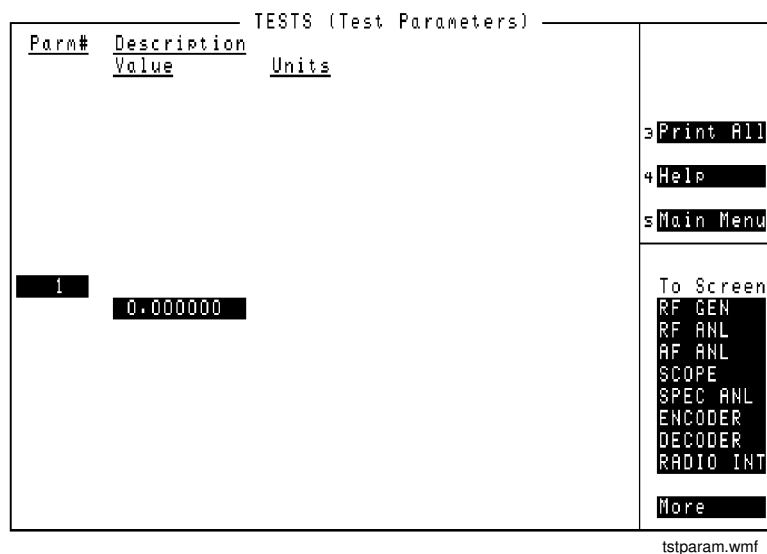 TESTS (Test Parameters)
Parm# Description
Value Units
3 Print All
4 Help
5 Main Menu
1
0.000000
To Screen
RF GEN
RF ANL
AF ANL
SCOPE
SPEC ANL
ENCODER
DECODER
RADIO INT
More
tstparam.wmf